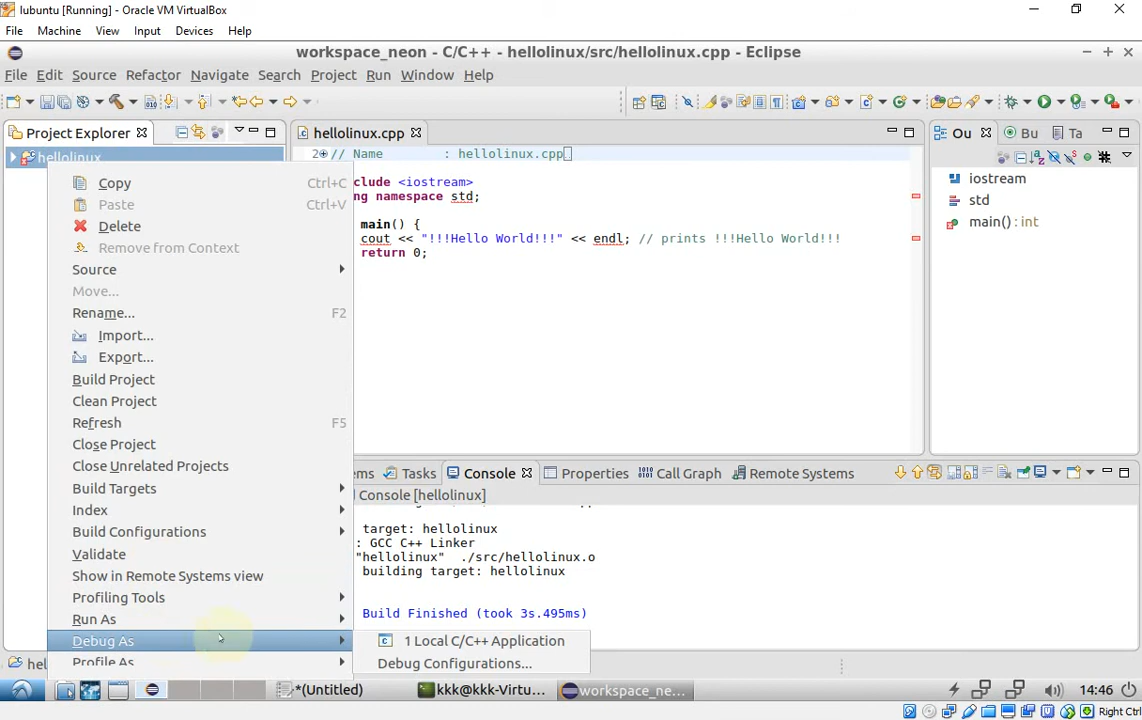 lubuntu [Running] - Oracle VM VirtualBox
File Machine View Input Devices Help
workspace_neon - C/C++ - hellolinux/src/hellolinux.cpp - Eclipse
File Edit Source Refactor Navigate Search Project Run Window Help
Project Explorer
hellolinux.cpp
Ou
Bu
Ta
hellolinux
2 // Name : hellolinux.cpp
clude <iostream>
ng namespace std;
main() {
cout << "!!!Hello World!!!" << endl; // prints !!!Hello World!!!
return 0;
iostream
std
main() : int
Copy Ctrl+C
Paste Ctrl+V
Delete
Remove from Context
Source
Move...
Rename... F2
Import...
Export...
Build Project
Clean Project
Refresh F5
Close Project
Close Unrelated Projects
Build Targets
Index
Build Configurations
Validate
Show in Remote Systems view
Profiling Tools
Run As
Debug As
Profile As
1 Local C/C++ Application
Debug Configurations...
ms Tasks Console Properties Call Graph Remote Systems
Console [hellolinux]
target: hellolinux
: GCC C++ Linker
"hellolinux" ./src/hellolinux.o
building target: hellolinux
Build Finished (took 3s.495ms)
hel
*(Untitled)
kkk@kkk-Virtu...
workspace_ne...
14:46
Right Ctrl